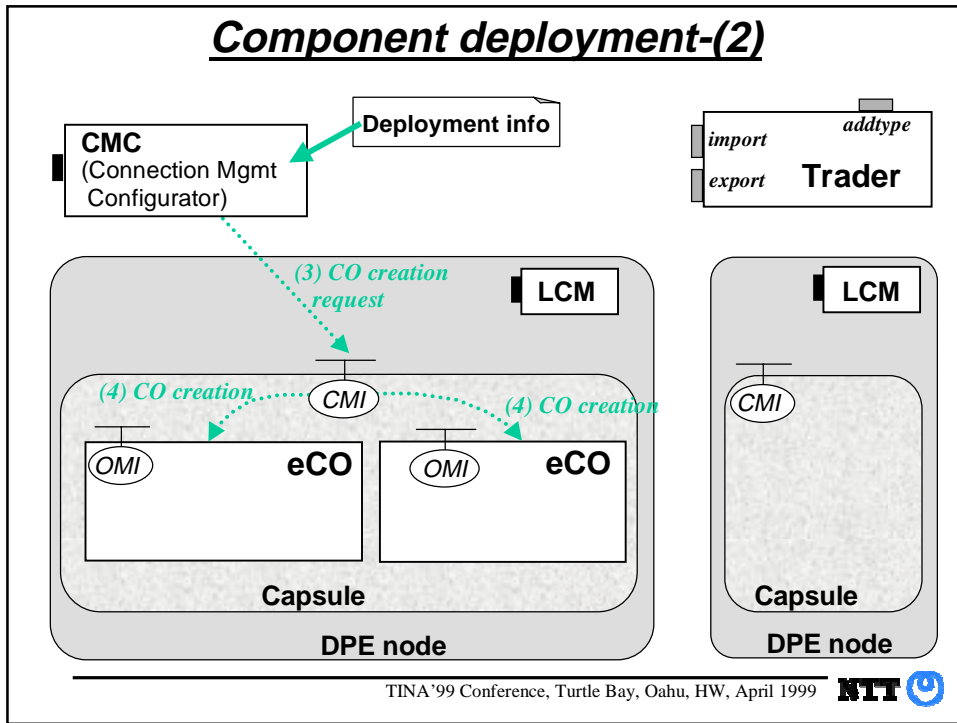 Component deployment-(2)
Deployment info
CMC
(Connection Mgmt
Configurator)
addtype
import
export
Trader
(3) CO creation
request
LCM
LCM
(4) CO creation
CMI
(4) CO creation
CMI
OMI
eCO
OMI
eCO
Capsule
Capsule
DPE node
DPE node
TINA’99 Conference, Turtle Bay, Oahu, HW, April 1999
NTT